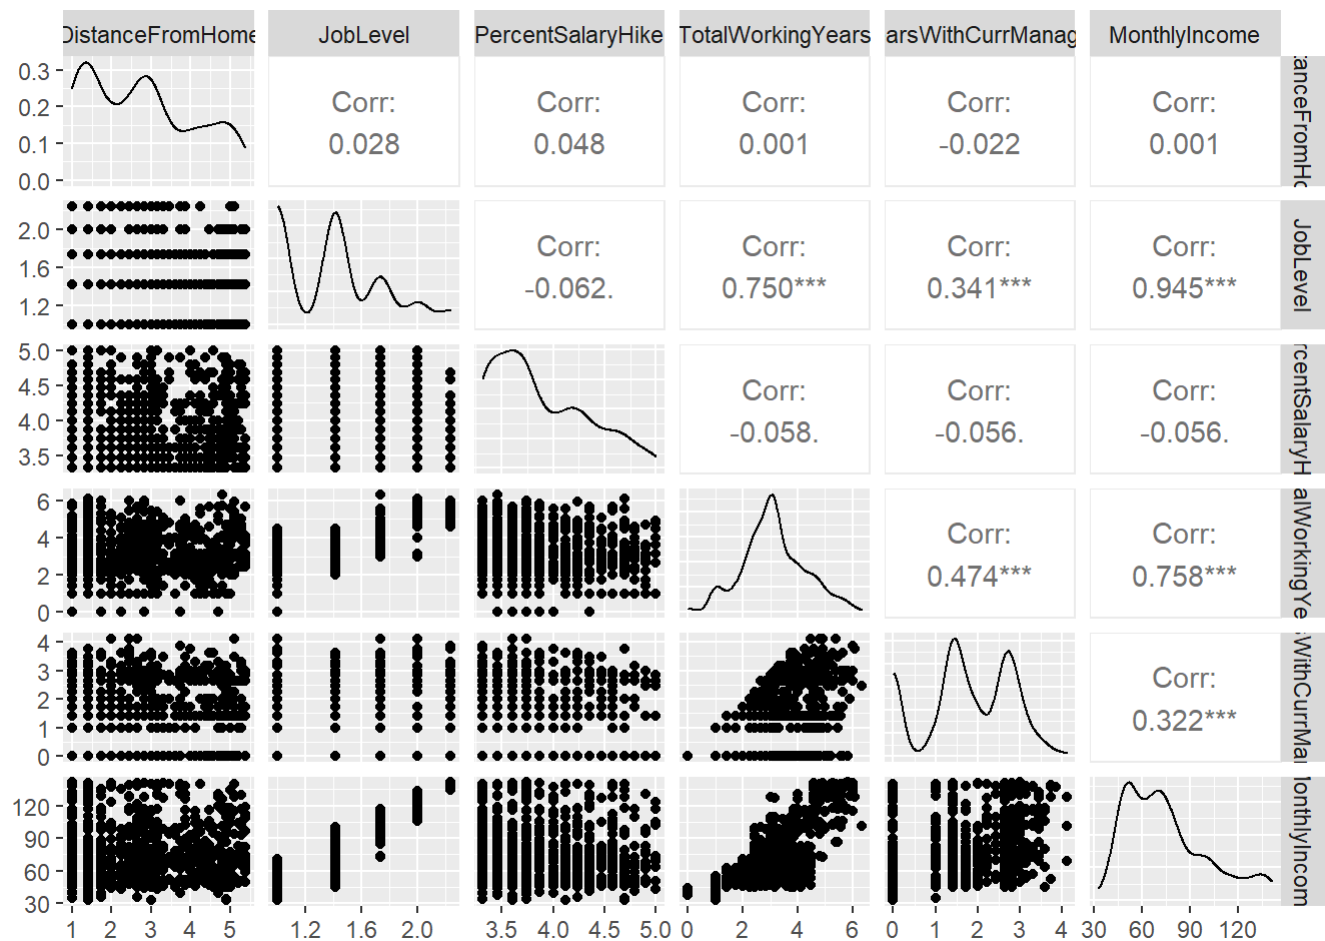 DistanceFromHome JobLevel PercentSalaryHike TotalWorkingYears arsWithCurrManag MonthlyIncome
0.3
0.2
0.1
0.0
Corr:
0.028
Corr:
0.048
Corr:
0.001
Corr:
-0.022
Corr:
0.001
tanceFromHo
2.0
1.6
1.2
Corr:
-0.062.
Corr:
0.750***
Corr:
0.341***
Corr:
0.945***
JobLevel
5.0
4.5
4.0
3.5
Corr:
-0.058.
Corr:
-0.056.
Corr:
-0.056.
rcentSalaryH
6
4
2
0
Corr:
0.474***
Corr:
0.758***
alWorkingYe
4
3
2
1
0
Corr:
0.322***
sWithCurrMa
120
90
60
30
MonthlyIncom
1 2 3 4 5 1.2 1.6 2.0 3.5 4.0 4.5 5.0 0 2 4 6 0 1 2 3 4 30 60 90 120